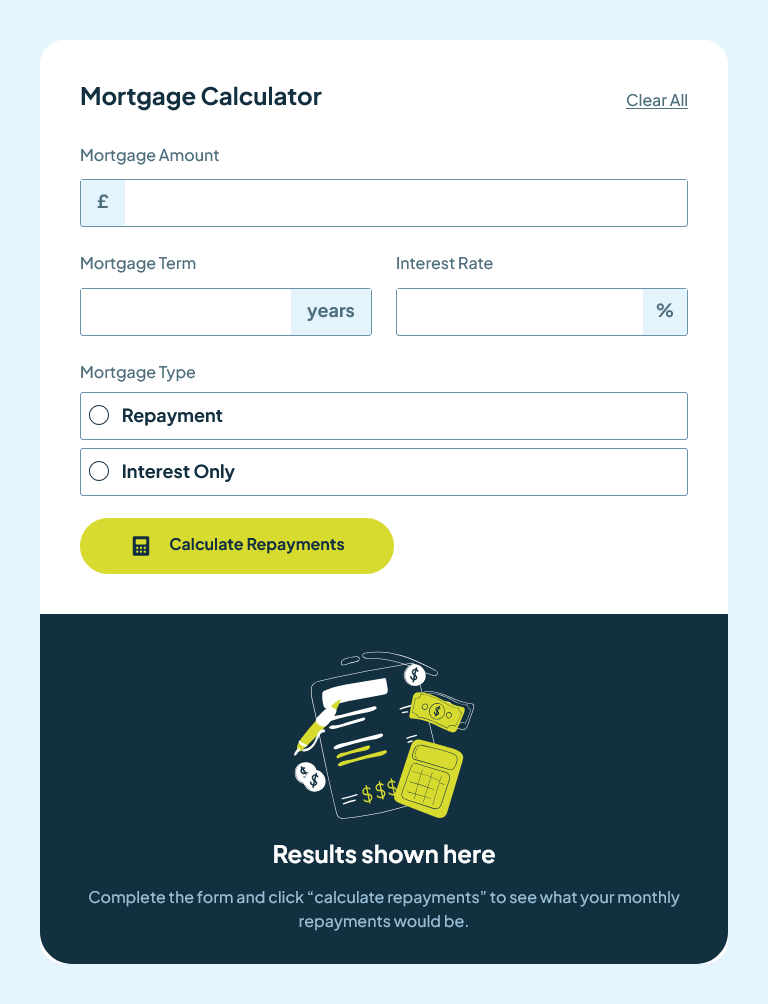 Mortgage Calculator
Clear All
Mortgage Amount
£
Mortgage Term
Interest Rate
years
%
Mortgage Type
Repayment
Interest Only
Calculate Repayments
$
$
$
$
$$$
Results shown here
Complete the form and click “calculate repayments” to see what your monthly
repayments would be.